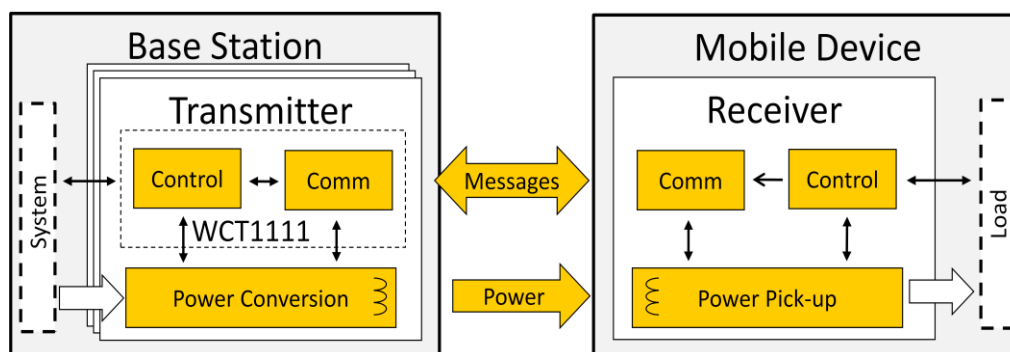 Base Station
Transmitter
System
Control
Comm
WCT1111
Power Conversion
Messages
Power
Mobile Device
Receiver
Comm
Control
Power Pick-up
Load